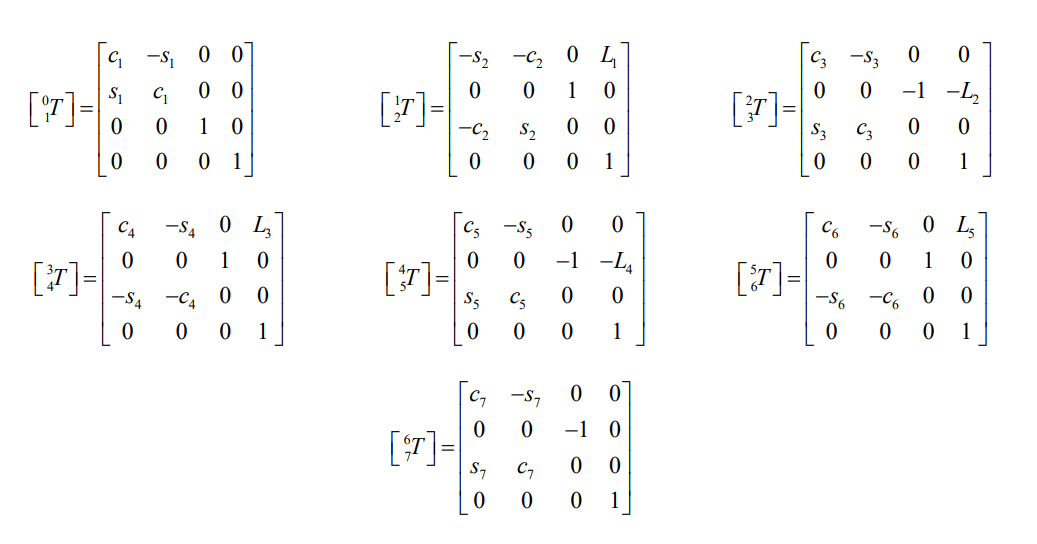 [⁰₁T] = [c₁ −s₁ 0 0; s₁ c₁ 0 0; 0 0 1 0; 0 0 0 1]
[¹₂T] = [−s₂ −c₂ 0 L₁; 0 0 1 0; −c₂ s₂ 0 0; 0 0 0 1]
[²₃T] = [c₃ −s₃ 0 0; 0 0 −1 −L₂; s₃ c₃ 0 0; 0 0 0 1]
[³₄T] = [c₄ −s₄ 0 L₃; 0 0 1 0; −s₄ −c₄ 0 0; 0 0 0 1]
[⁴₅T] = [c₅ −s₅ 0 0; 0 0 −1 −L₄; s₅ c₅ 0 0; 0 0 0 1]
[⁵₆T] = [c₆ −s₆ 0 L₅; 0 0 1 0; −s₆ −c₆ 0 0; 0 0 0 1]
[⁶₇T] = [c₇ −s₇ 0 0; 0 0 −1 0; s₇ c₇ 0 0; 0 0 0 1]